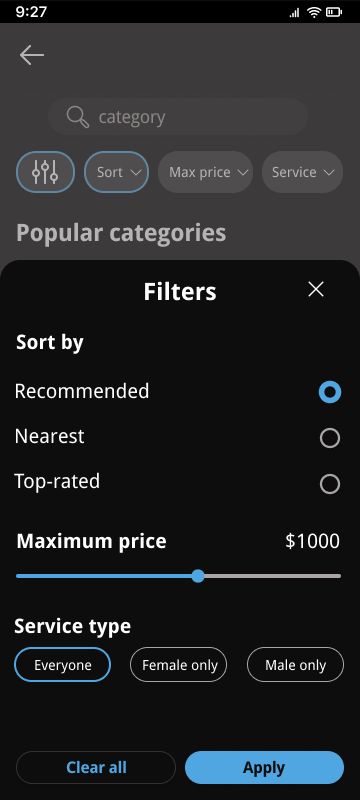 9:27
category
Sort
Max price
Service
Popular categories
Filters
Sort by
Recommended
Nearest
Top-rated
Maximum price $1000
Service type
Everyone Female only Male only
Clear all Apply